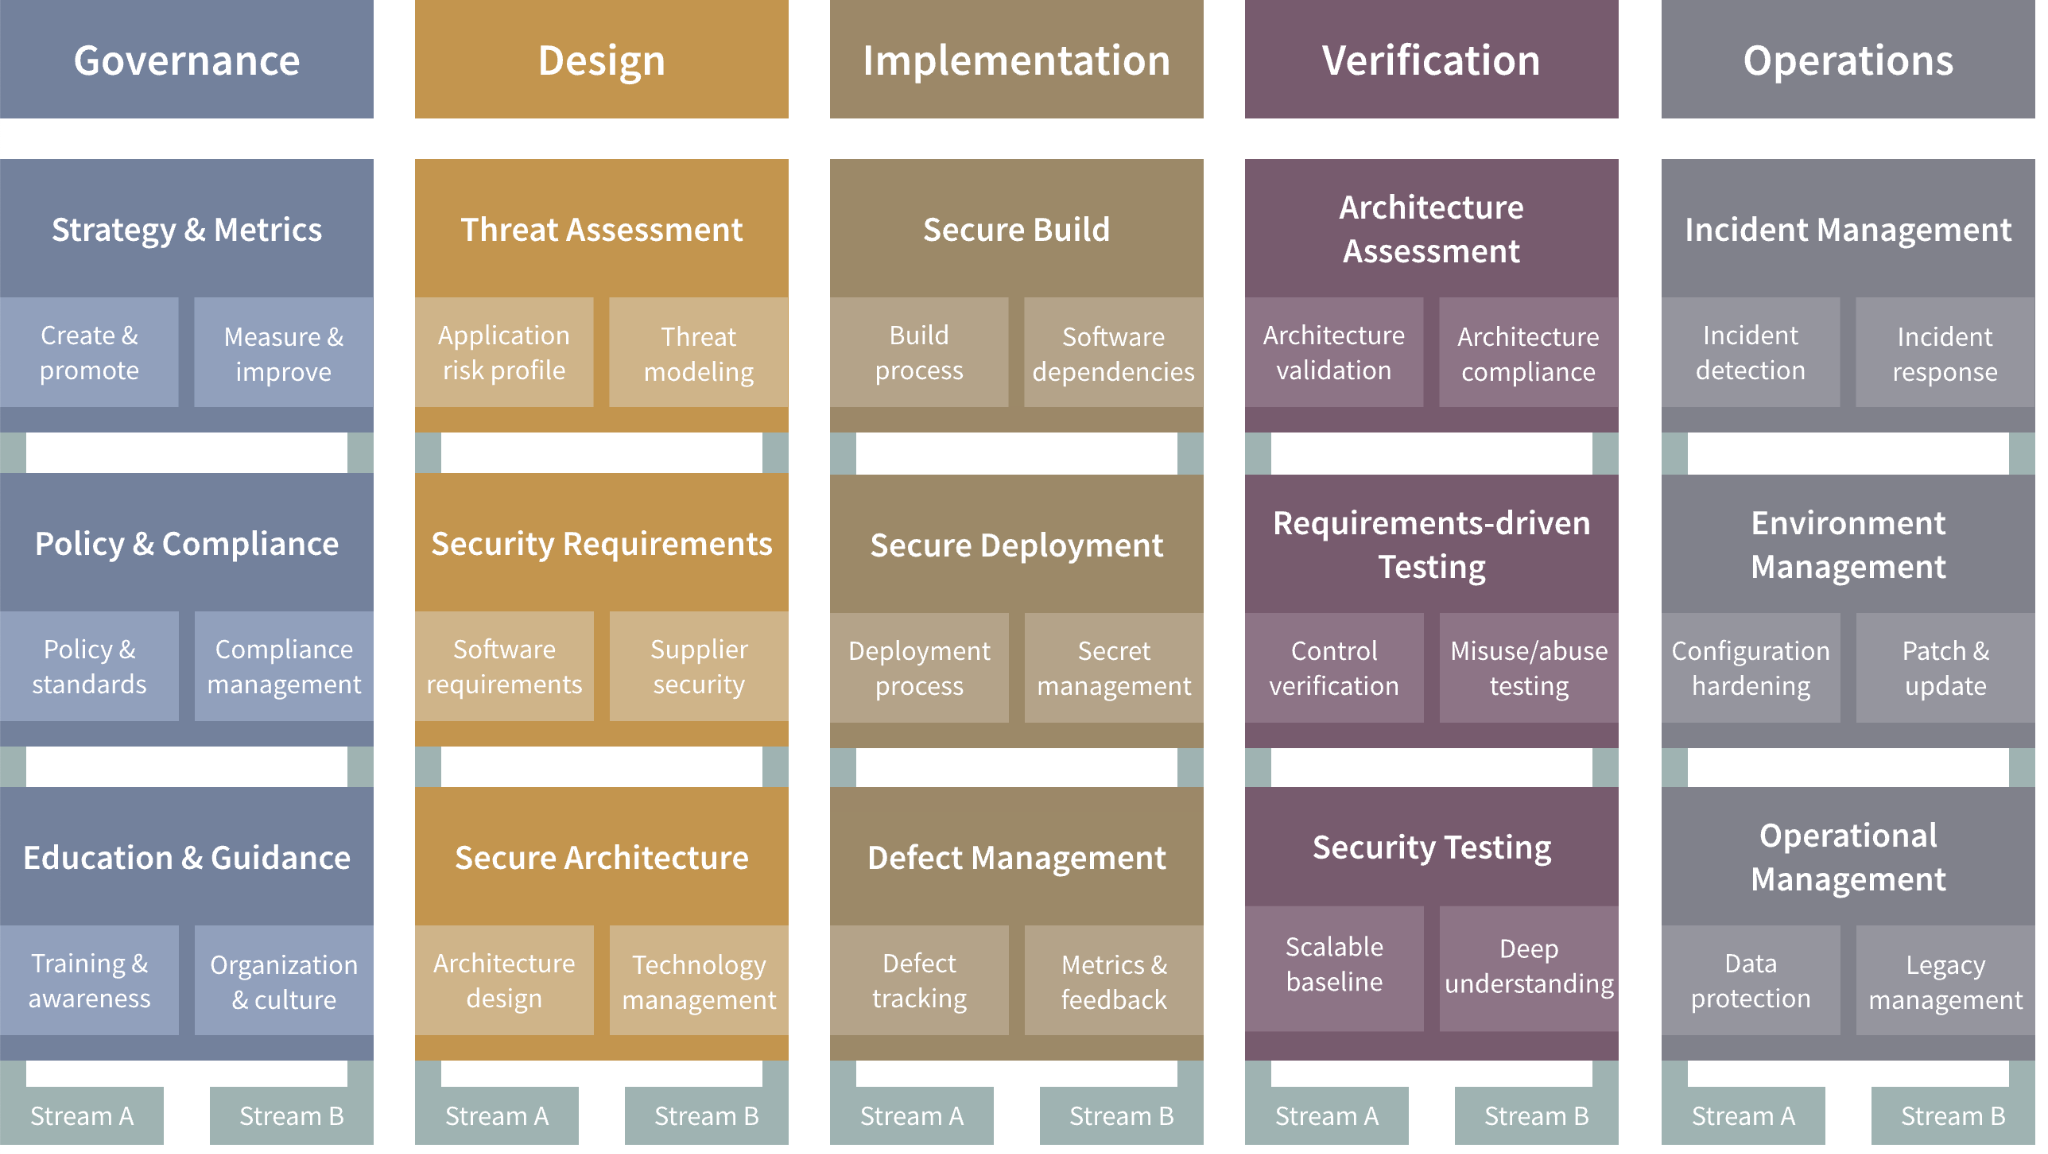 Governance
Design
Implementation
Verification
Operations
Strategy & Metrics
Create &
promote
Measure &
improve
Threat Assessment
Application
risk profile
Threat
modeling
Secure Build
Build
process
Software
dependencies
Architecture
Assessment
Architecture
validation
Architecture
compliance
Incident Management
Incident
detection
Incident
response
Policy & Compliance
Policy &
standards
Compliance
management
Security Requirements
Software
requirements
Supplier
security
Secure Deployment
Deployment
process
Secret
management
Requirements-driven
Testing
Control
verification
Misuse/abuse
testing
Environment
Management
Configuration
hardening
Patch &
update
Education & Guidance
Training &
awareness
Organization
& culture
Secure Architecture
Architecture
design
Technology
management
Defect Management
Defect
tracking
Metrics &
feedback
Security Testing
Scalable
baseline
Deep
understanding
Operational
Management
Data
protection
Legacy
management
Stream A
Stream B
Stream A
Stream B
Stream A
Stream B
Stream A
Stream B
Stream A
Stream B